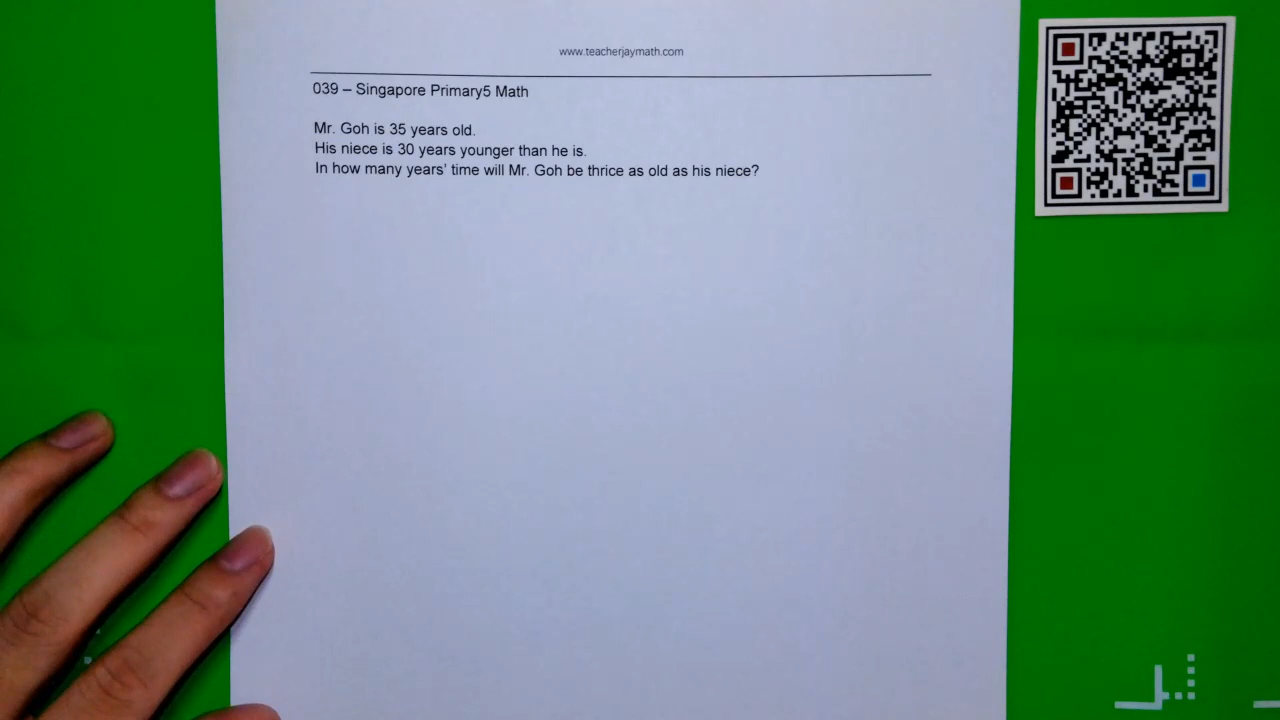 www.teacherjaymath.com
039 – Singapore Primary5 Math
Mr. Goh is 35 years old.
His niece is 30 years younger than he is.
In how many years’ time will Mr. Goh be thrice as old as his niece?